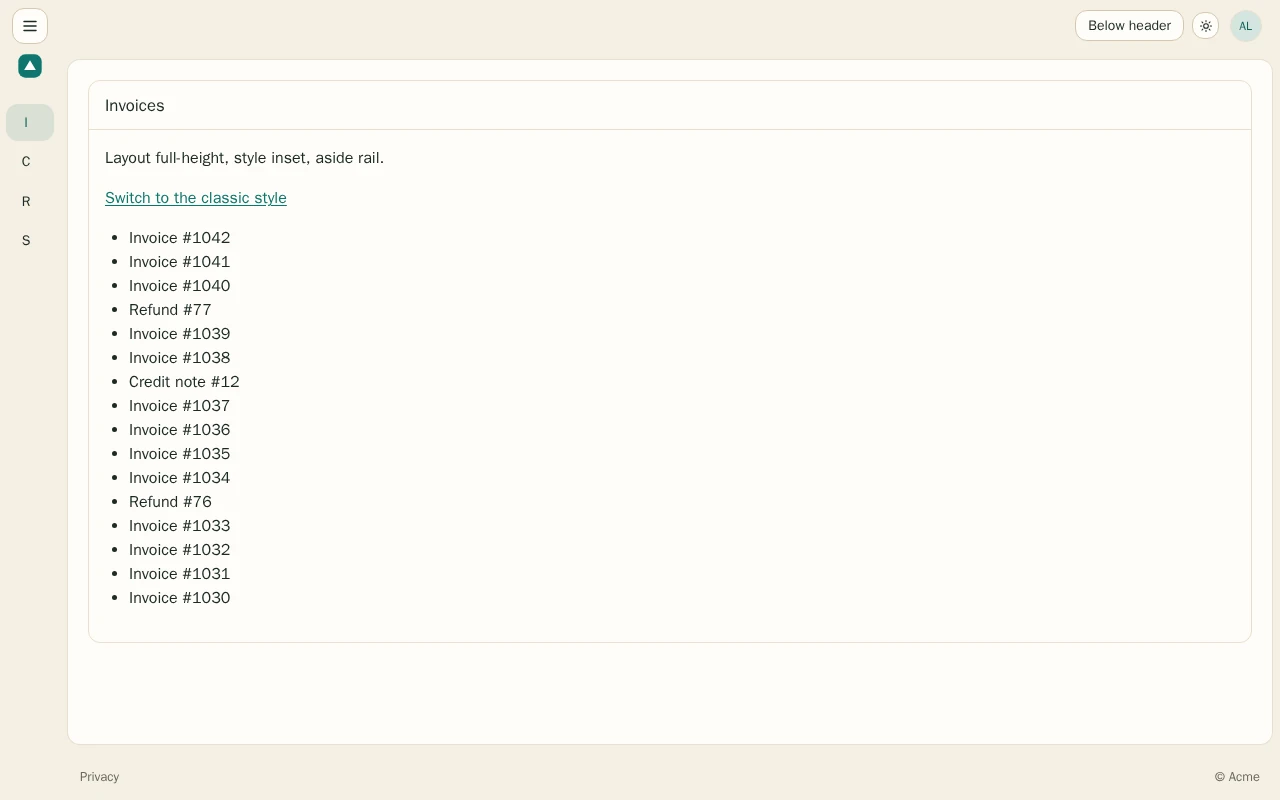 Below header
AL
I
C
R
S
Invoices
Layout full-height, style inset, aside rail.
Switch to the classic style
Invoice #1042
Invoice #1041
Invoice #1040
Refund #77
Invoice #1039
Invoice #1038
Credit note #12
Invoice #1037
Invoice #1036
Invoice #1035
Invoice #1034
Refund #76
Invoice #1033
Invoice #1032
Invoice #1031
Invoice #1030
Privacy
© Acme